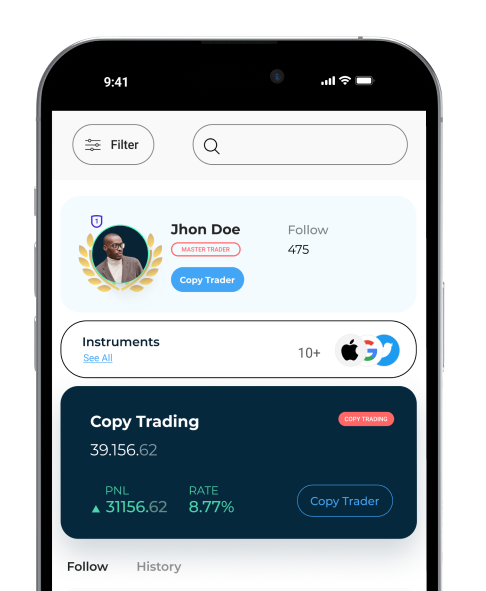 9:41
Filter
1
Jhon Doe
Follow
MASTER TRADER
475
Copy Trader
Instruments
See All
10+
Copy Trading
COPY TRADING
39.156.62
PNL
RATE
▲ 31156.62
8.77%
Copy Trader
Follow
History